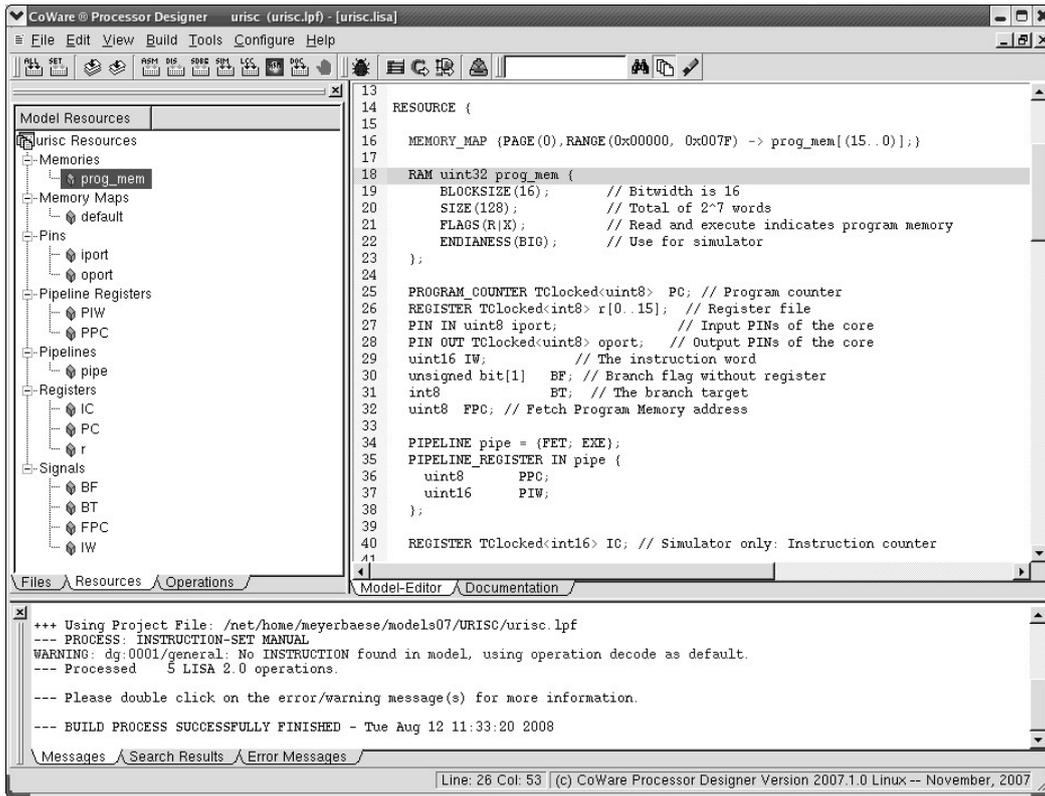 CoWare ® Processor Designer urisc (urisc.lpf) - [urisc.lisa]
File Edit View Build Tools Configure Help
ALL SET ASM DIS SDBG SIM LCC DOC
Model Resources
urisc Resources
Memories
prog_mem
Memory Maps
default
Pins
iport
oport
Pipeline Registers
PIW
PPC
Pipelines
pipe
Registers
IC
PC
r
Signals
BF
BT
FPC
IW
Files Resources Operations
13
14 RESOURCE {
15
16 MEMORY_MAP {PAGE(0),RANGE(0x00000, 0x007F) -> prog_mem[(15..0)];}
17
18 RAM uint32 prog_mem {
19 BLOCKSIZE(16); // Bitwidth is 16
20 SIZE(128); // Total of 2^7 words
21 FLAGS(R|X); // Read and execute indicates program memory
22 ENDIANESS(BIG); // Use for simulator
23 };
24
25 PROGRAM_COUNTER TClocked<uint8> PC; // Program counter
26 REGISTER TClocked<int8> r[0..15]; // Register file
27 PIN IN uint8 iport; // Input PINs of the core
28 PIN OUT TClocked<uint8> oport; // Output PINs of the core
29 uint16 IW; // The instruction word
30 unsigned bit[1] BF; // Branch flag without register
31 int8 BT; // The branch target
32 uint8 FPC; // Fetch Program Memory address
33
34 PIPELINE pipe = {FET; EXE};
35 PIPELINE_REGISTER IN pipe {
36 uint8 PPC;
37 uint16 PIW;
38 };
39
40 REGISTER TClocked<int16> IC; // Simulator only: Instruction counter
41
Model-Editor Documentation
+++ Using Project File: /net/home/meyerbaese/models07/URISC/urisc.lpf
--- PROCESS: INSTRUCTION-SET MANUAL
WARNING: dg:0001/general: No INSTRUCTION found in model, using operation decode as default.
--- Processed 5 LISA 2.0 operations.
--- Please double click on the error/warning message(s) for more information.
--- BUILD PROCESS SUCCESSFULLY FINISHED - Tue Aug 12 11:33:20 2008
Messages Search Results Error Messages
Line: 26 Col: 53 (c) CoWare Processor Designer Version 2007.1.0 Linux -- November, 2007